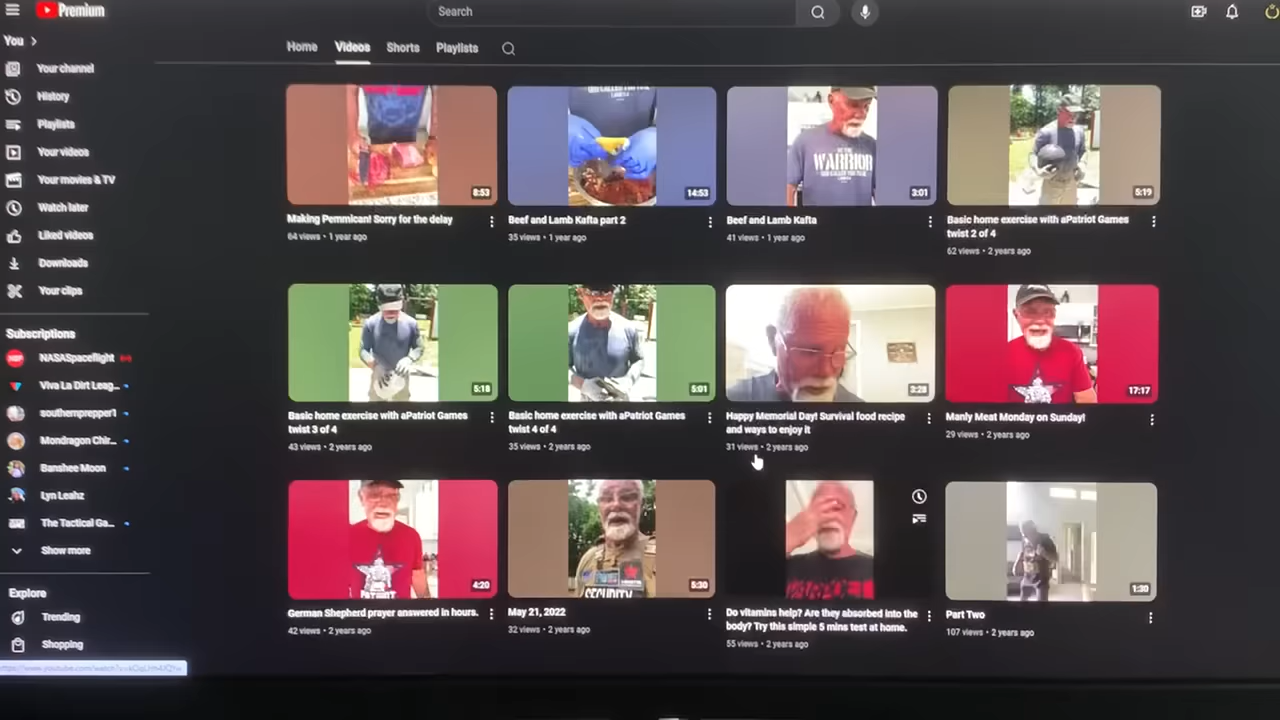 Premium
Search
You
Home
Videos
Shorts
Playlists
Your channel
History
Playlists
Your videos
Your movies & TV
Watch later
Liked videos
Downloads
Your clips
Subscriptions
NASASpaceflight
Viva La Dirt Leag...
southernprepper1
Mondragon Chir...
Banshee Moon
Lyn Leahz
The Tactical Ga...
Show more
Explore
Trending
Shopping
8:53
Making Pemmican! Sorry for the delay
64 views • 1 year ago
14:53
Beef and Lamb Kafta part 2
35 views • 1 year ago
WARRIOR
3:01
Beef and Lamb Kafta
41 views • 1 year ago
5:19
Basic home exercise with aPatriot Games
twist 2 of 4
62 views • 2 years ago
5:18
Basic home exercise with aPatriot Games
twist 3 of 4
43 views • 2 years ago
5:01
Basic home exercise with aPatriot Games
twist 4 of 4
35 views • 2 years ago
3:28
Happy Memorial Day! Survival food recipe
and ways to enjoy it
31 views • 2 years ago
17:17
Manly Meat Monday on Sunday!
29 views • 2 years ago
PATRIOT
4:20
German Shepherd prayer answered in hours.
42 views • 2 years ago
SECURITY
5:30
May 21, 2022
32 views • 2 years ago
Do vitamins help? Are they absorbed into the
body? Try this simple 5 mins test at home.
55 views • 2 years ago
1:30
Part Two
107 views • 2 years ago